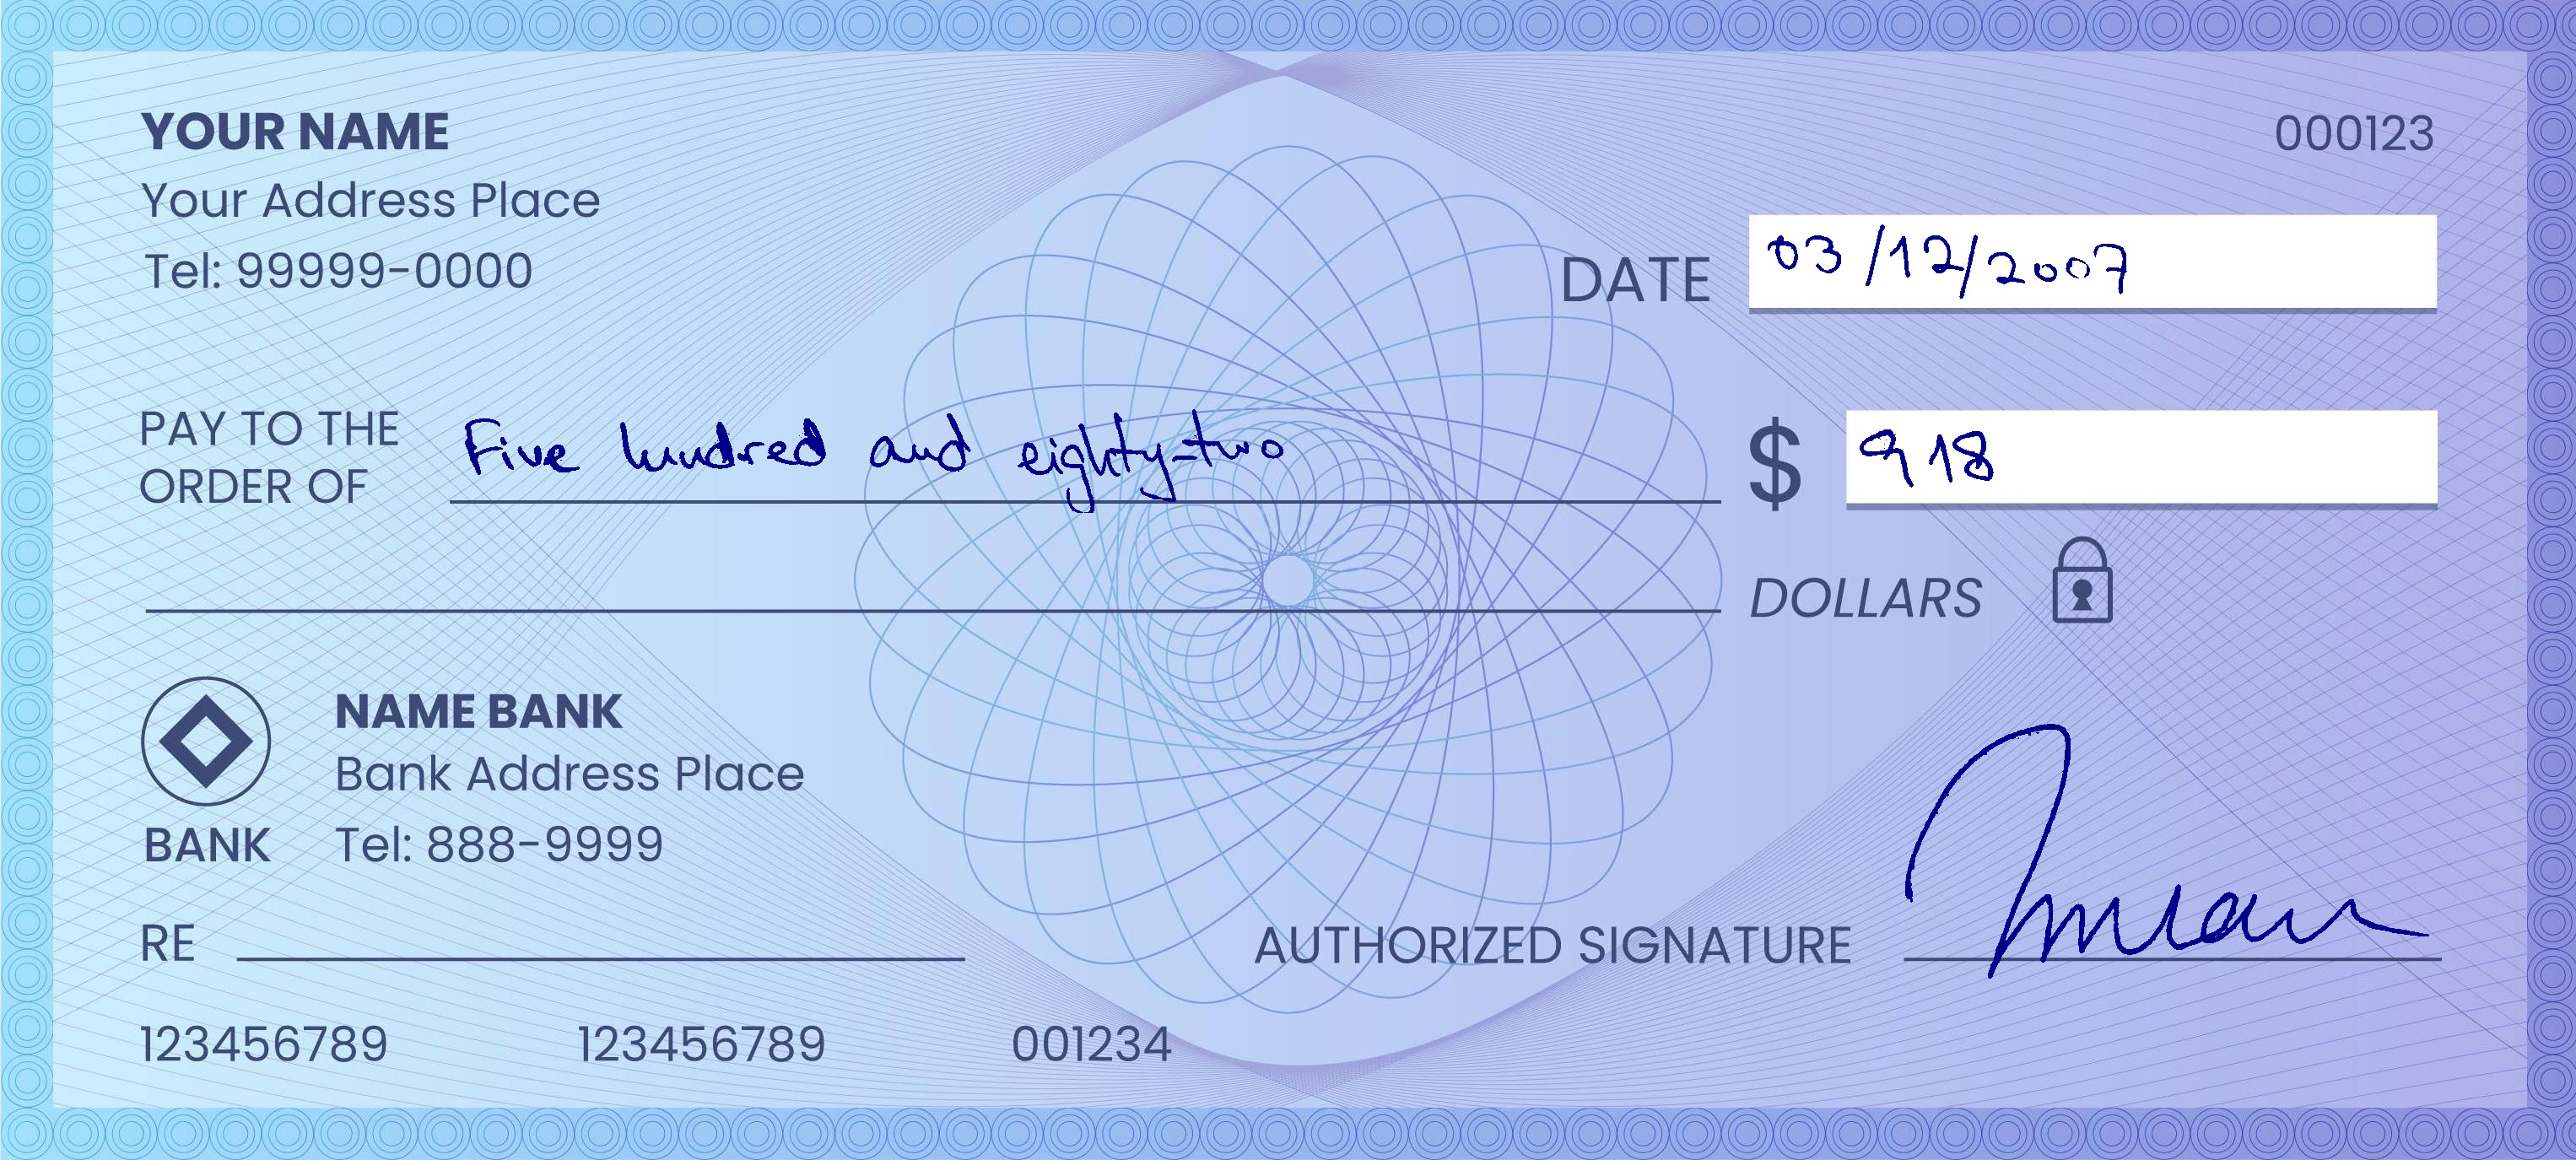 YOUR NAME
000123
Your Address Place
Tel: 99999-0000
DATE 03/12/2007
PAY TO THE
ORDER OF Five hundred and eighty-two $ 918
DOLLARS
NAME BANK
Bank Address Place
BANK Tel: 888-9999
RE
AUTHORIZED SIGNATURE
123456789 123456789 001234